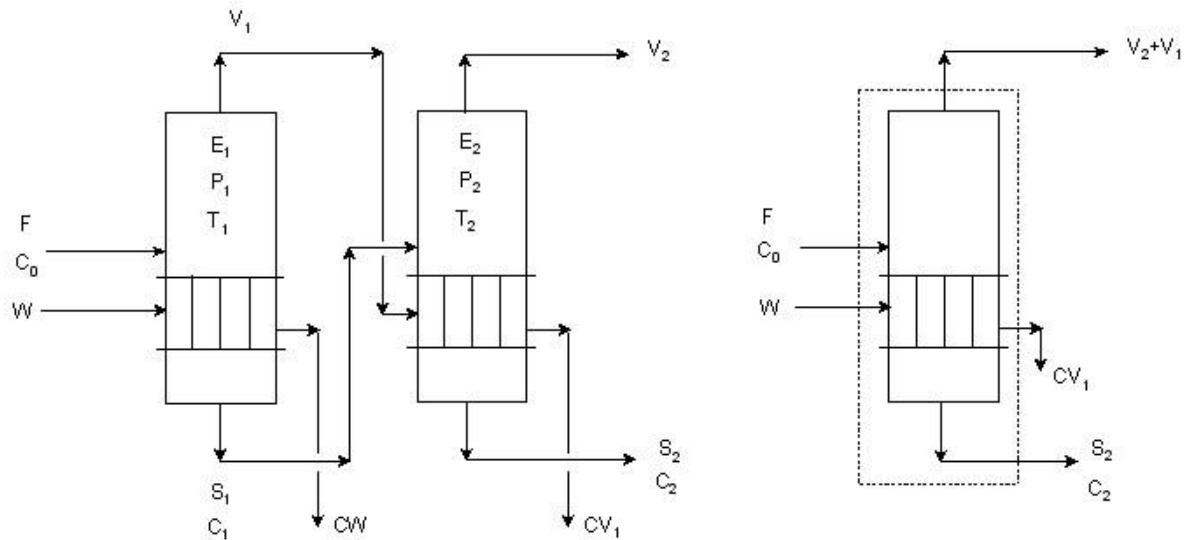 V₁
V₂
E₁
P₁
T₁
E₂
P₂
T₂
F
C₀
W
S₁
C₁
CW
S₂
C₂
CV₁
V₂+V₁
F
C₀
W
CV₁
S₂
C₂